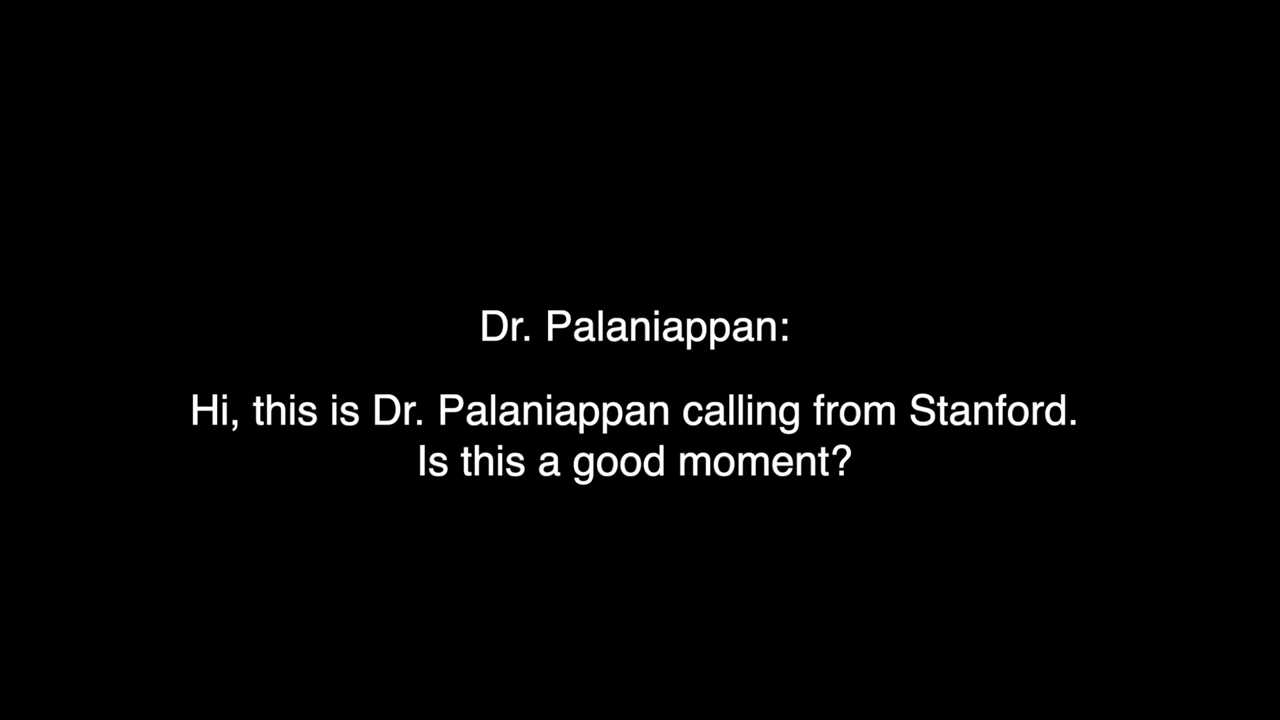 Dr. Palaniappan:
Hi, this is Dr. Palaniappan calling from Stanford.
Is this a good moment?